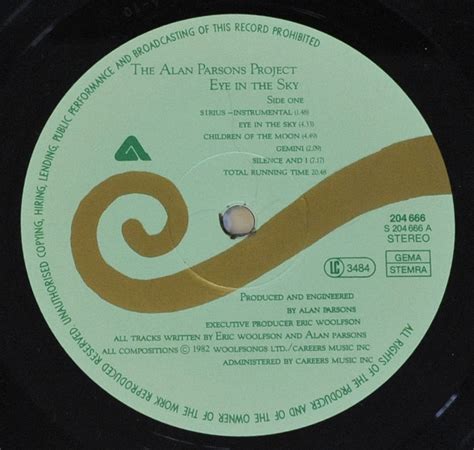 UNAUTHORISED COPYING, HIRING, LENDING, PUBLIC PERFORMANCE AND BROADCASTING OF THIS RECORD PROHIBITED
THE ALAN PARSONS PROJECT
EYE IN THE SKY
SIDE ONE
SIRIUS –INSTRUMENTAL (1.48)
EYE IN THE SKY (4.33)
CHILDREN OF THE MOON (4.49)
GEMINI (2.09)
SILENCE AND I (7.17)
TOTAL RUNNING TIME 20.46
204 666
S 204 666 A
STEREO
LC 3484
GEMA
STEMRA
PRODUCED AND ENGINEERED
BY ALAN PARSONS
EXECUTIVE PRODUCER ERIC WOOLFSON
ALL TRACKS WRITTEN BY ERIC WOOLFSON AND ALAN PARSONS
ALL COMPOSITIONS © 1982 WOOLFSONGS LTD./CAREERS MUSIC INC
ADMINISTERED BY CAREERS MUSIC INC
ALL RIGHTS OF THE PRODUCER AND OF THE OWNER OF THE WORK REPRODUCED RESERVED